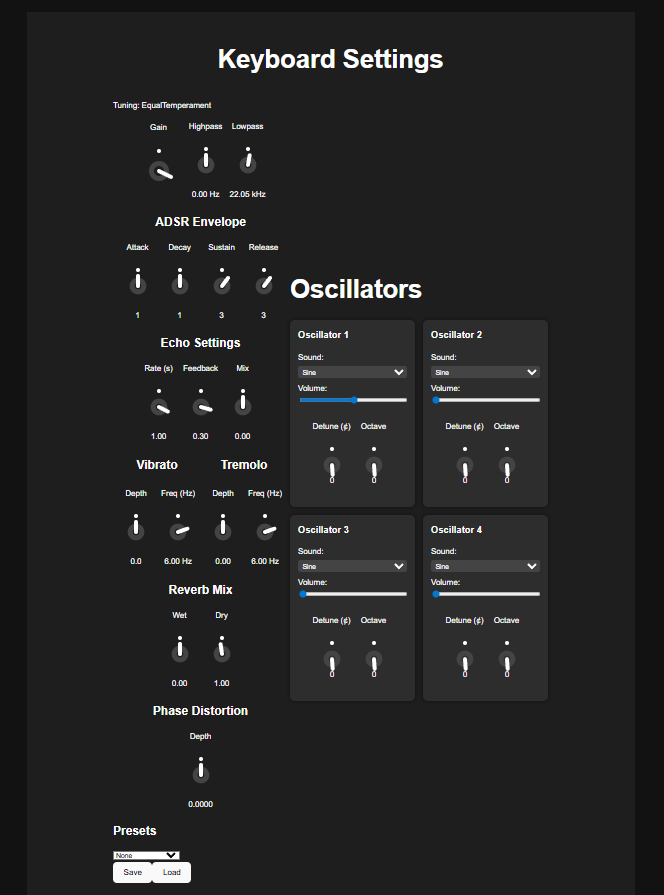 Keyboard Settings
Tuning: EqualTemperament
Gain Highpass Lowpass
0.00 Hz 22.05 kHz
ADSR Envelope
Attack Decay Sustain Release
1 1 3 3
Echo Settings
Rate (s) Feedback Mix
1.00 0.30 0.00
Vibrato Tremolo
Depth Freq (Hz) Depth Freq (Hz)
0.0 6.00 Hz 0.00 6.00 Hz
Reverb Mix
Wet Dry
0.00 1.00
Phase Distortion
Depth
0.0000
Presets
None
Save Load
Oscillators
Oscillator 1
Sound:
Sine
Volume:
Detune (¢) Octave
0 0
Oscillator 2
Sound:
Sine
Volume:
Detune (¢) Octave
0 0
Oscillator 3
Sound:
Sine
Volume:
Detune (¢) Octave
0 0
Oscillator 4
Sound:
Sine
Volume:
Detune (¢) Octave
0 0